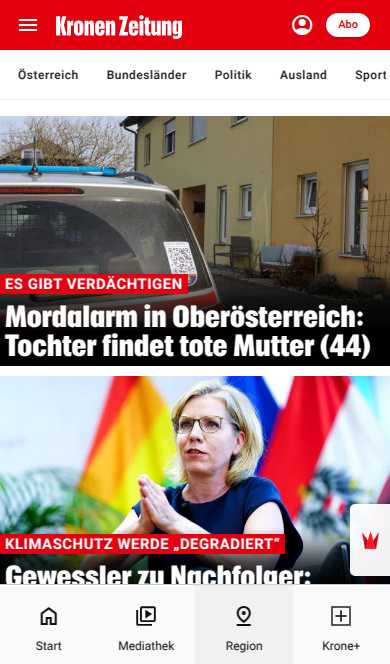 Kronen Zeitung
Abo
Österreich Bundesländer Politik Ausland Sport
ES GIBT VERDÄCHTIGEN
Mordalarm in Oberösterreich:
Tochter findet tote Mutter (44)
KLIMASCHUTZ WERDE „DEGRADIERT“
Gewessler zu Nachfolger:
Start Mediathek Region Krone+